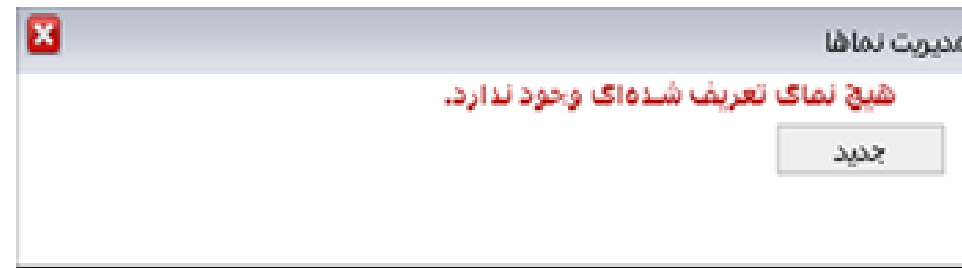 مدیریت نماها
هیچ نمای تعریف شده‌ای وجود ندارد.
جدید